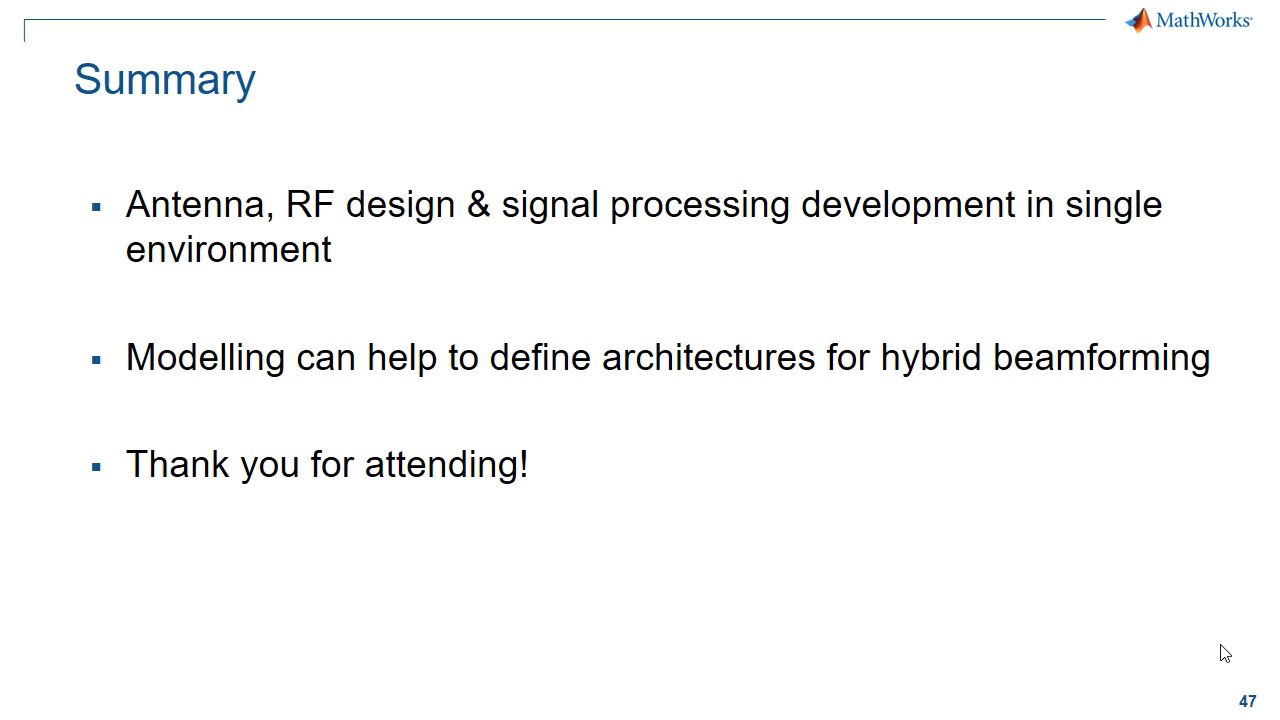 MathWorks
Summary
▪ Antenna, RF design & signal processing development in single
environment
▪ Modelling can help to define architectures for hybrid beamforming
▪ Thank you for attending!
47